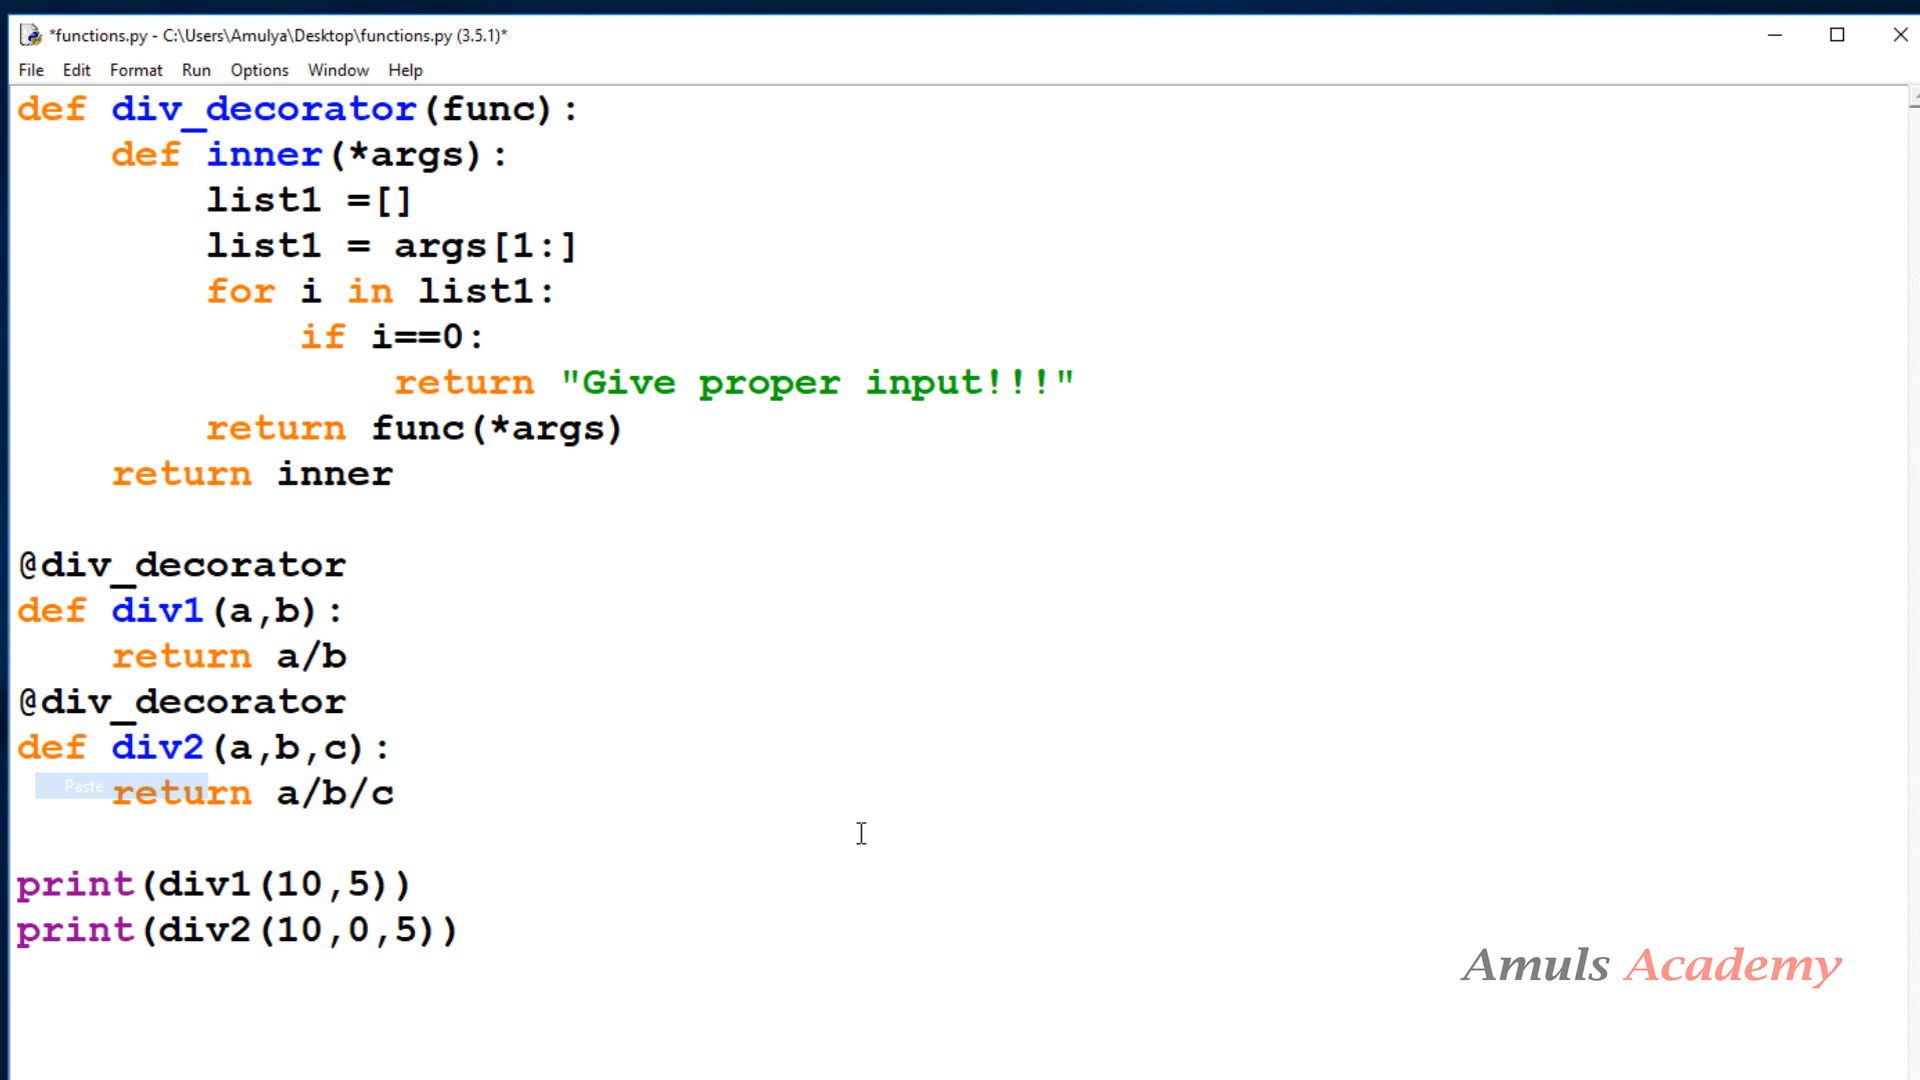 *functions.py - C:\Users\Amulya\Desktop\functions.py (3.5.1)*
File Edit Format Run Options Window Help
def div_decorator(func):
    def inner(*args):
        list1 =[]
        list1 = args[1:]
        for i in list1:
            if i==0:
                return "Give proper input!!!"
        return func(*args)
    return inner

@div_decorator
def div1(a,b):
    return a/b
@div_decorator
def div2(a,b,c):
Paste
    return a/b/c

print(div1(10,5))
print(div2(10,0,5))
Amuls Academy